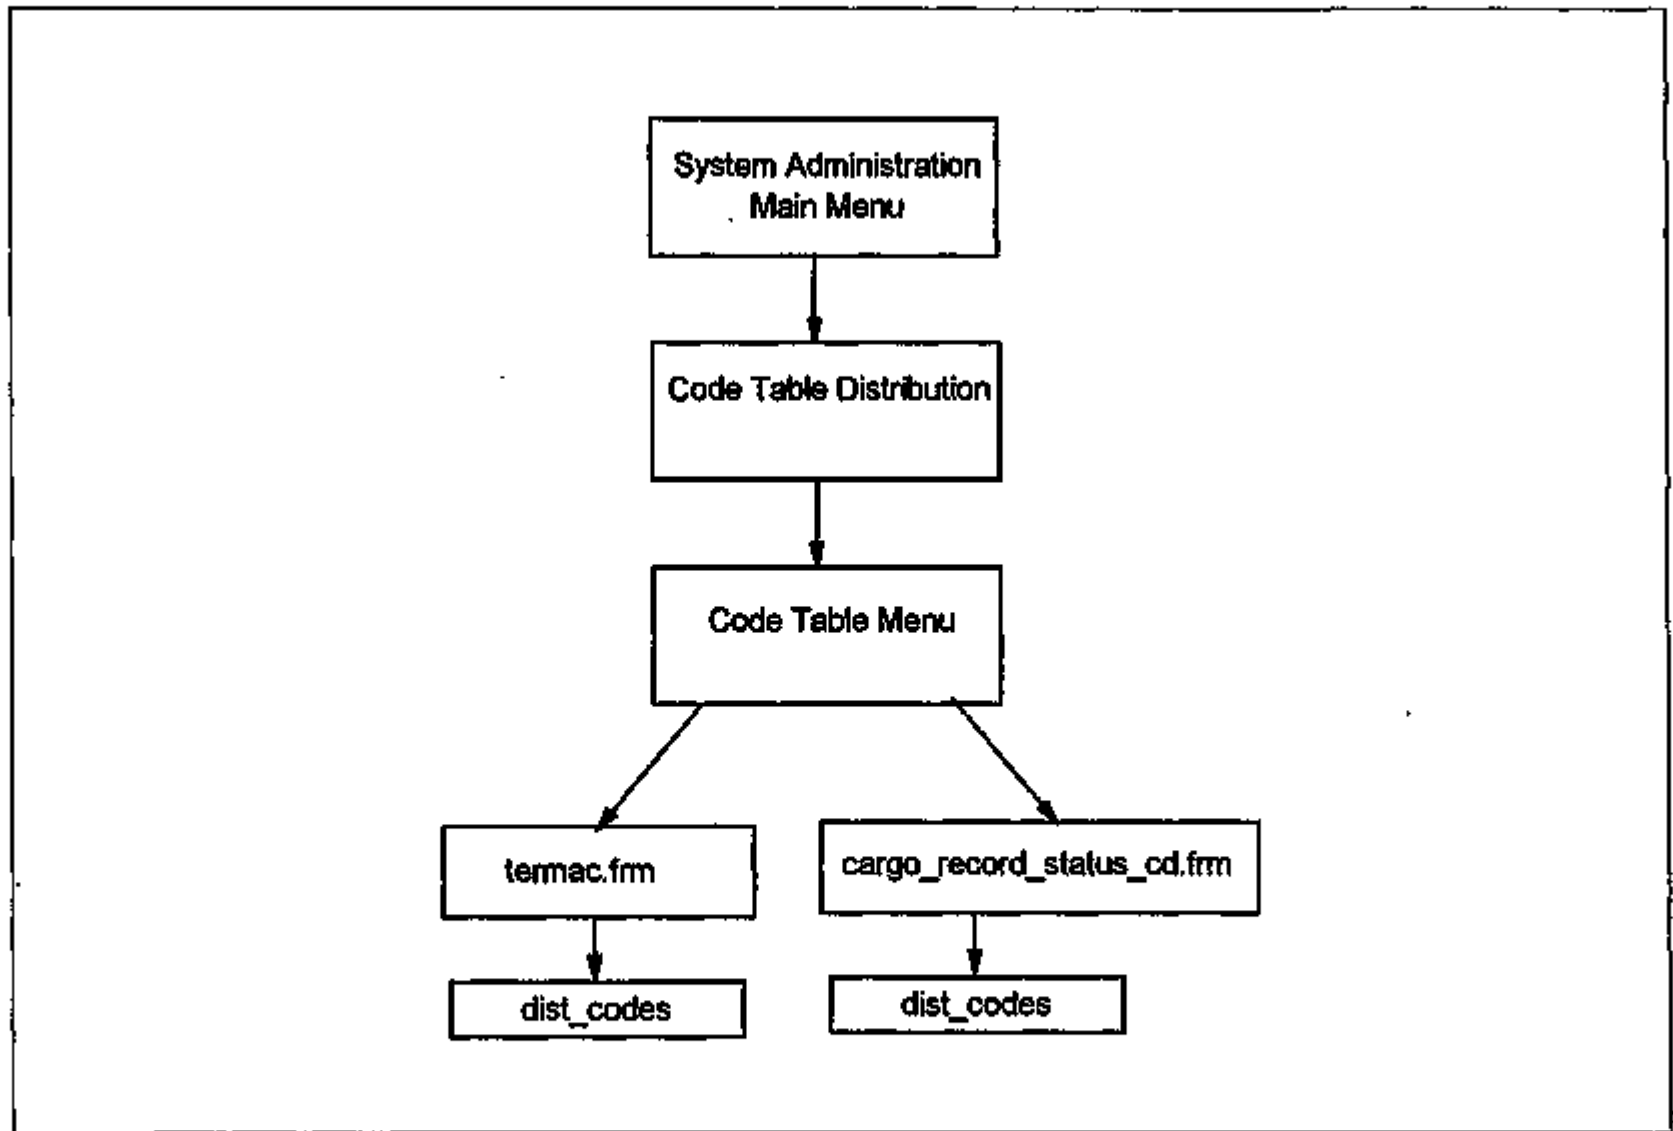 System Administration
Main Menu
Code Table Distribution
Code Table Menu
termac.frm
cargo_record_status_cd.frm
dist_codes
dist_codes